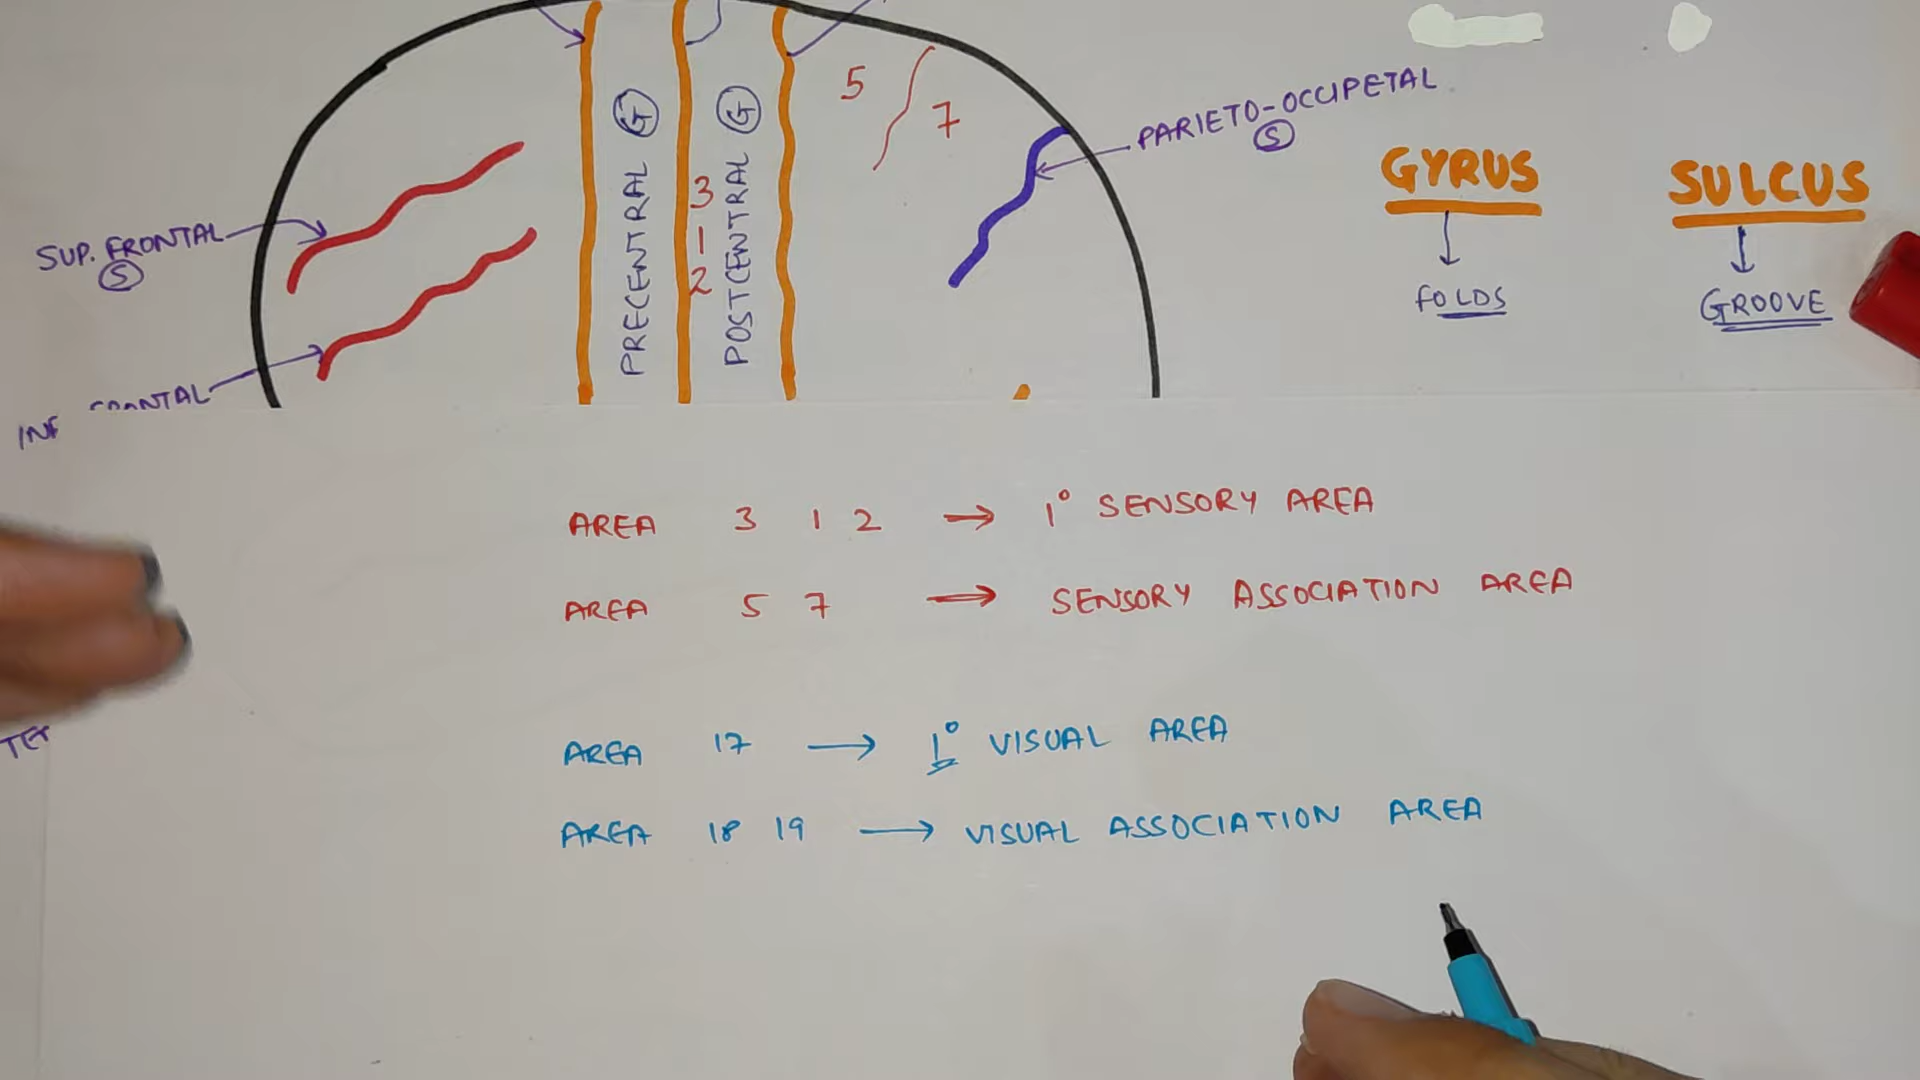 PRECENTRAL G
POSTCENTRAL G
3
1
2
5
7
PARIETO-OCCIPETAL
S
SUP. FRONTAL
S
INF
GYRUS
FOLDS
SULCUS
GROOVE
AREA 3 1 2 → 1° SENSORY AREA
AREA 5 7 → SENSORY ASSOCIATION AREA
AREA 17 → 1° VISUAL AREA
AREA 18 19 → VISUAL ASSOCIATION AREA